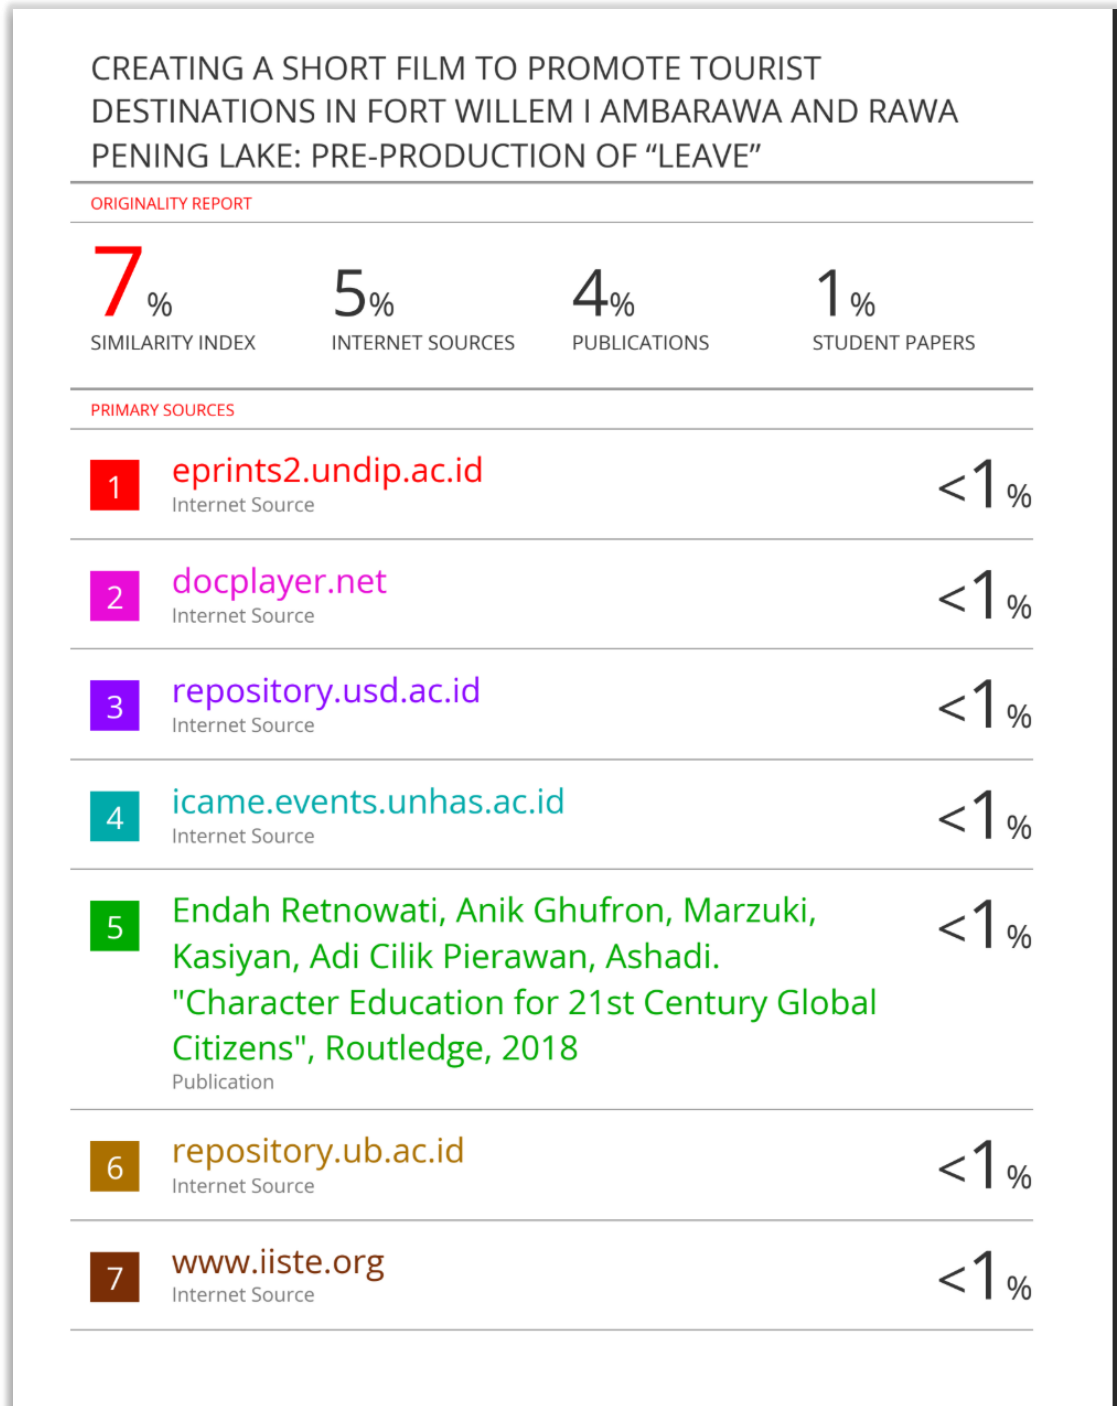 CREATING A SHORT FILM TO PROMOTE TOURIST
DESTINATIONS IN FORT WILLEM I AMBARAWA AND RAWA
PENING LAKE: PRE-PRODUCTION OF “LEAVE”
ORIGINALITY REPORT
7% 5% 4% 1%
SIMILARITY INDEX INTERNET SOURCES PUBLICATIONS STUDENT PAPERS
PRIMARY SOURCES
1 eprints2.undip.ac.id <1%
Internet Source
2 docplayer.net <1%
Internet Source
3 repository.usd.ac.id <1%
Internet Source
4 icame.events.unhas.ac.id <1%
Internet Source
5 Endah Retnowati, Anik Ghufron, Marzuki, <1%
Kasiyan, Adi Cilik Pierawan, Ashadi.
"Character Education for 21st Century Global
Citizens", Routledge, 2018
Publication
6 repository.ub.ac.id <1%
Internet Source
7 www.iiste.org <1%
Internet Source